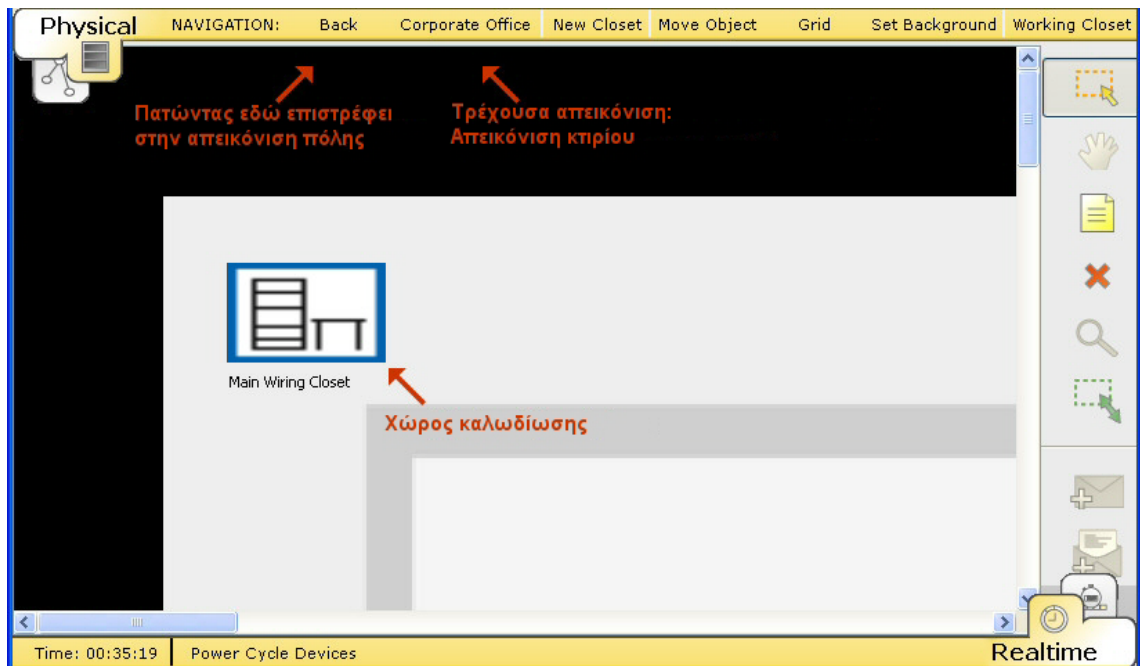 Physical NAVIGATION: Back Corporate Office New Closet Move Object Grid Set Background Working Closet
Πατώντας εδώ επιστρέφει
στην απεικόνιση πόλης
Τρέχουσα απεικόνιση:
Απεικόνιση κτιρίου
Main Wiring Closet
Χώρος καλωδίωσης
Time: 00:35:19 Power Cycle Devices Realtime